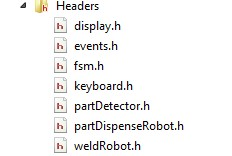 Headers
display.h
events.h
fsm.h
keyboard.h
partDetector.h
partDispenseRobot.h
weldRobot.h